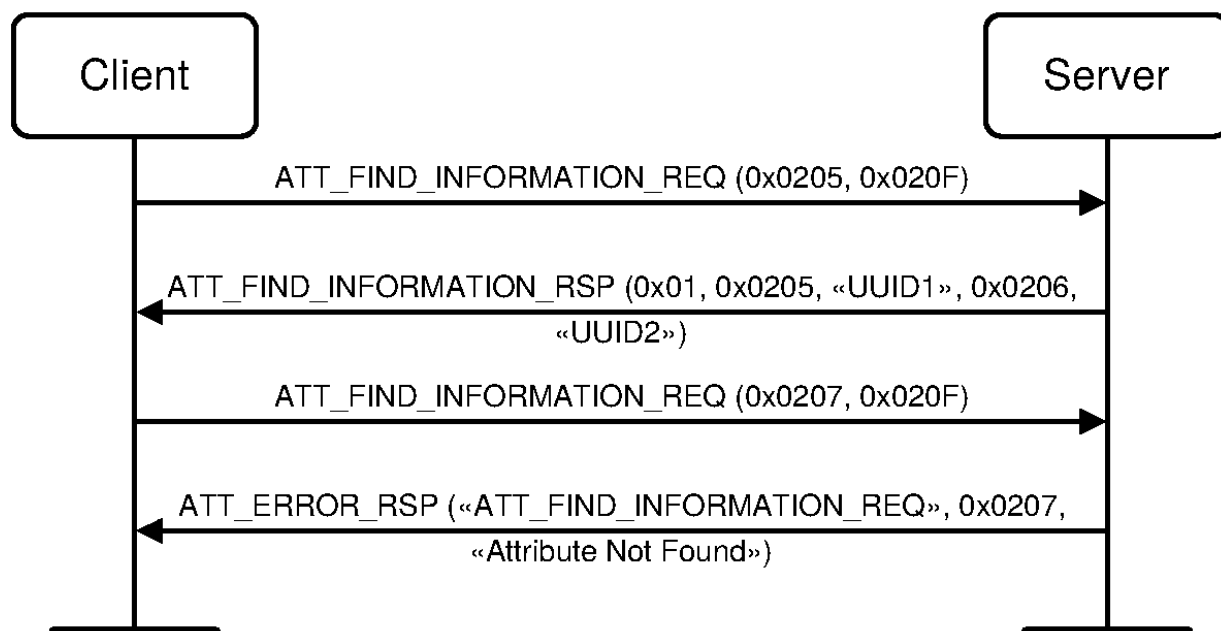 Client
Server
ATT_FIND_INFORMATION_REQ (0x0205, 0x020F)
ATT_FIND_INFORMATION_RSP (0x01, 0x0205, «UUID1», 0x0206,
«UUID2»)
ATT_FIND_INFORMATION_REQ (0x0207, 0x020F)
ATT_ERROR_RSP («ATT_FIND_INFORMATION_REQ», 0x0207,
«Attribute Not Found»)